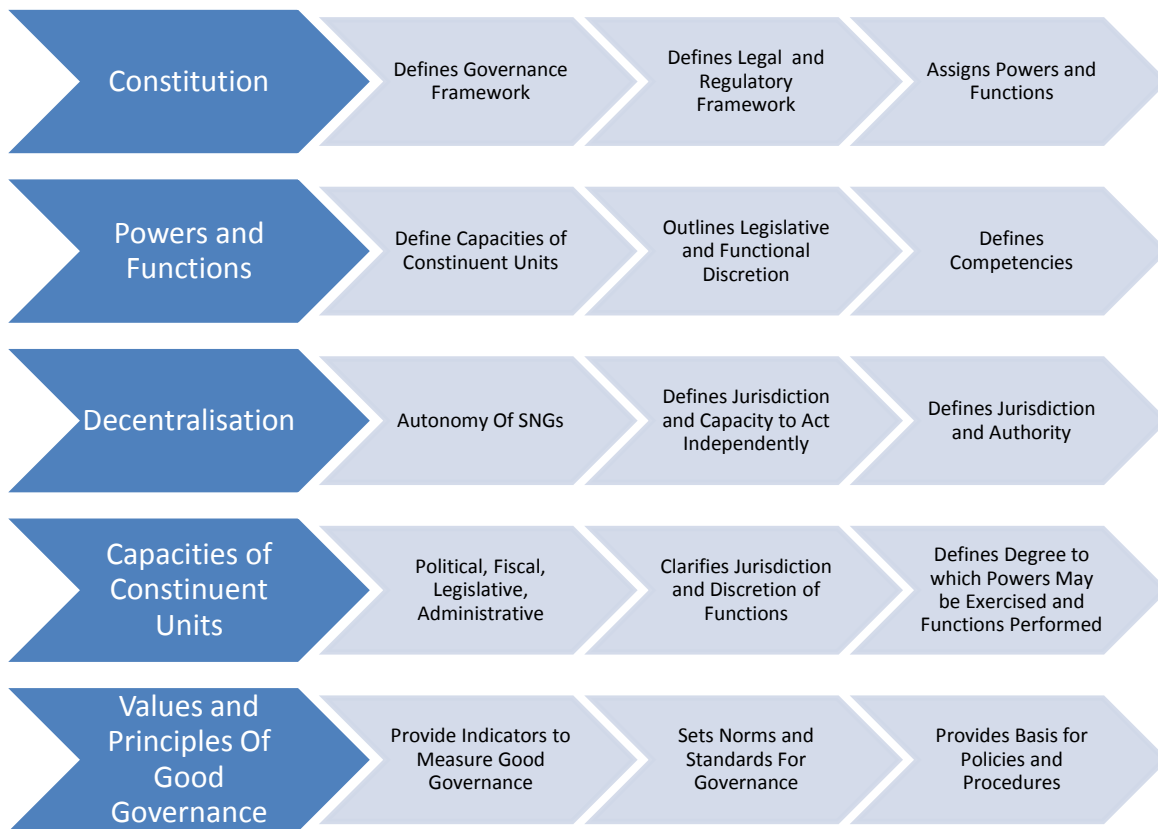 Constitution
Defines Governance
Framework
Defines Legal and
Regulatory
Framework
Assigns Powers and
Functions
Powers and
Functions
Define Capacities of
Constinuent Units
Outlines Legislative
and Functional
Discretion
Defines
Competencies
Decentralisation
Autonomy Of SNGs
Defines Jurisdiction
and Capacity to Act
Independently
Defines Jurisdiction
and Authority
Capacities of
Constinuent
Units
Political, Fiscal,
Legislative,
Administrative
Clarifies Jurisdiction
and Discretion of
Functions
Defines Degree to
which Powers May
be Exercised and
Functions Performed
Values and
Principles Of
Good
Governance
Provide Indicators to
Measure Good
Governance
Sets Norms and
Standards For
Governance
Provides Basis for
Policies and
Procedures